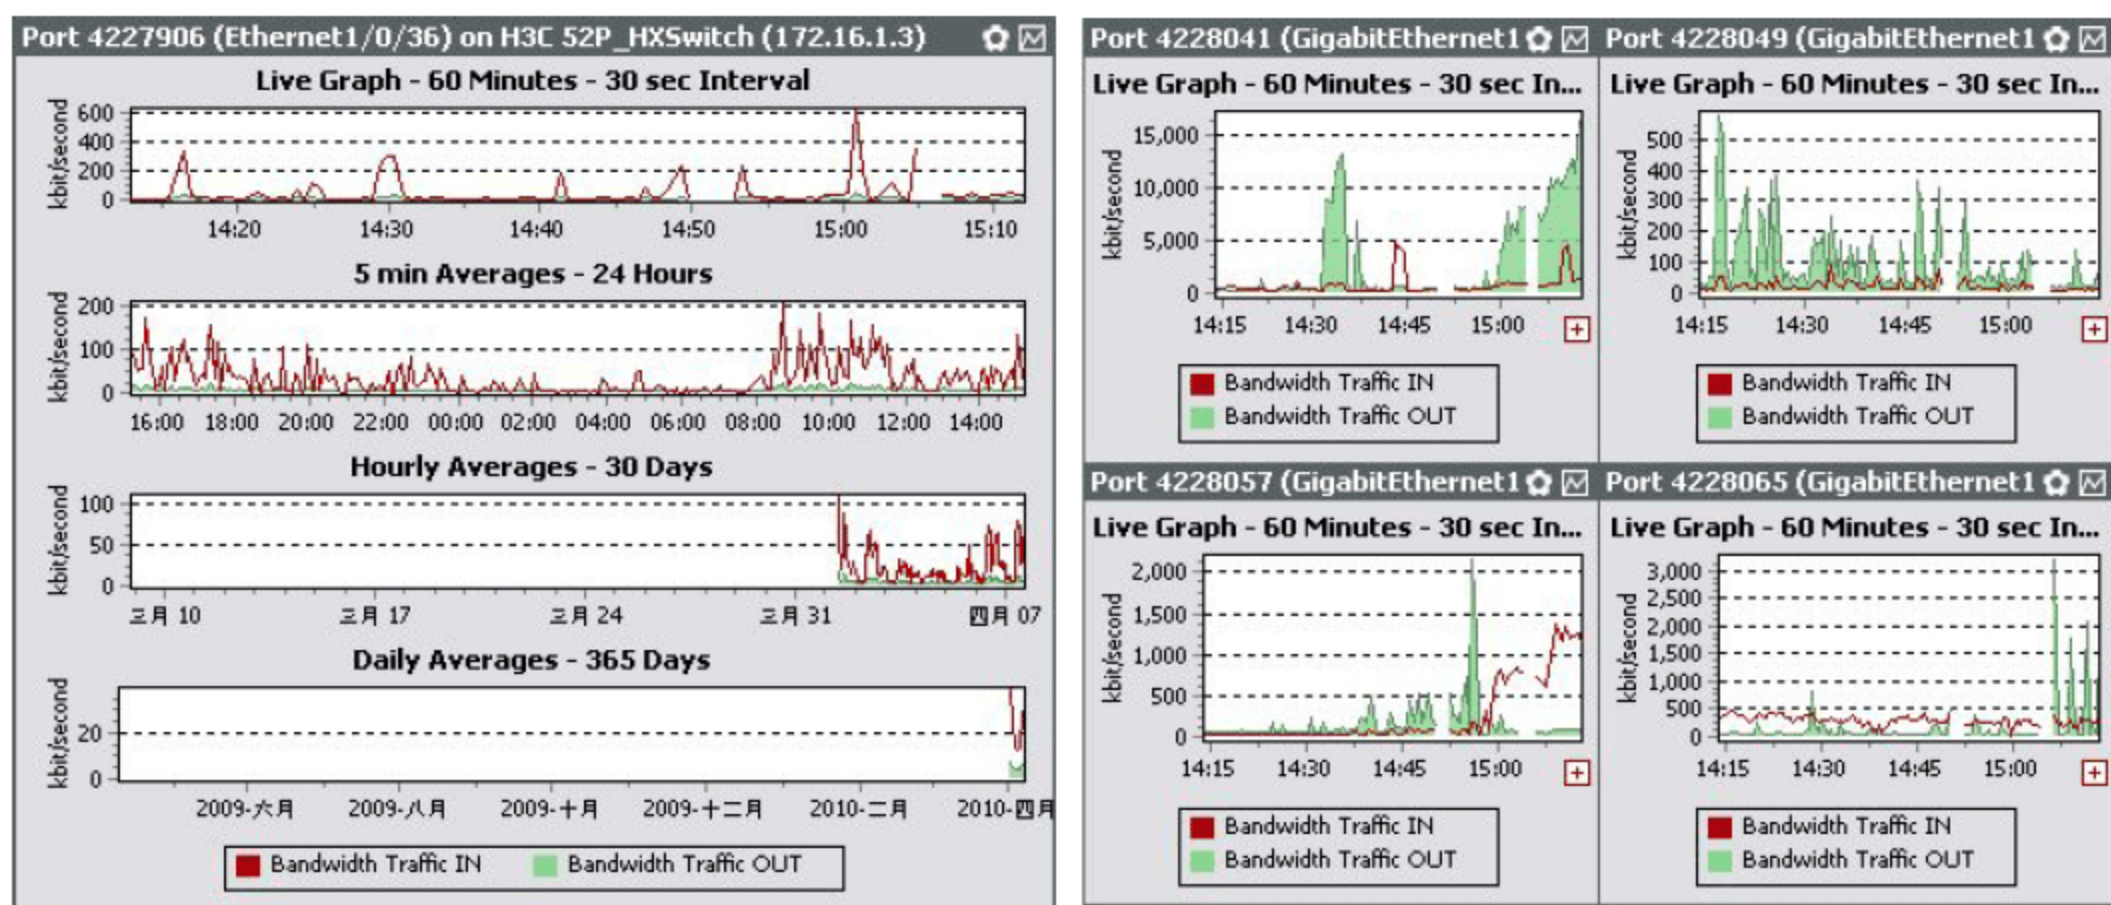 Port 4227906 (Ethernet1/0/36) on H3C 52P_HXSwitch (172.16.1.3)
Live Graph - 60 Minutes - 30 sec Interval
kbit/second
600
400
200
0
14:20 14:30 14:40 14:50 15:00 15:10
5 min Averages - 24 Hours
kbit/second
200
100
0
16:00 18:00 20:00 22:00 00:00 02:00 04:00 06:00 08:00 10:00 12:00 14:00
Hourly Averages - 30 Days
kbit/second
100
50
0
三月 10 三月 17 三月 24 三月 31 四月 07
Daily Averages - 365 Days
kbit/second
20
0
2009-六月 2009-八月 2009-十月 2009-十二月 2010-二月 2010-四月
Bandwidth Traffic IN Bandwidth Traffic OUT
Port 4228041 (GigabitEthernet1
Live Graph - 60 Minutes - 30 sec In...
kbit/second
15,000
10,000
5,000
0
14:15 14:30 14:45 15:00
Bandwidth Traffic IN
Bandwidth Traffic OUT
Port 4228049 (GigabitEthernet1
Live Graph - 60 Minutes - 30 sec In...
kbit/second
500
400
300
200
100
0
14:15 14:30 14:45 15:00
Bandwidth Traffic IN
Bandwidth Traffic OUT
Port 4228057 (GigabitEthernet1
Live Graph - 60 Minutes - 30 sec In...
kbit/second
2,000
1,500
1,000
500
0
14:15 14:30 14:45 15:00
Bandwidth Traffic IN
Bandwidth Traffic OUT
Port 4228065 (GigabitEthernet1
Live Graph - 60 Minutes - 30 sec In...
kbit/second
3,000
2,500
2,000
1,500
1,000
500
0
14:15 14:30 14:45 15:00
Bandwidth Traffic IN
Bandwidth Traffic OUT